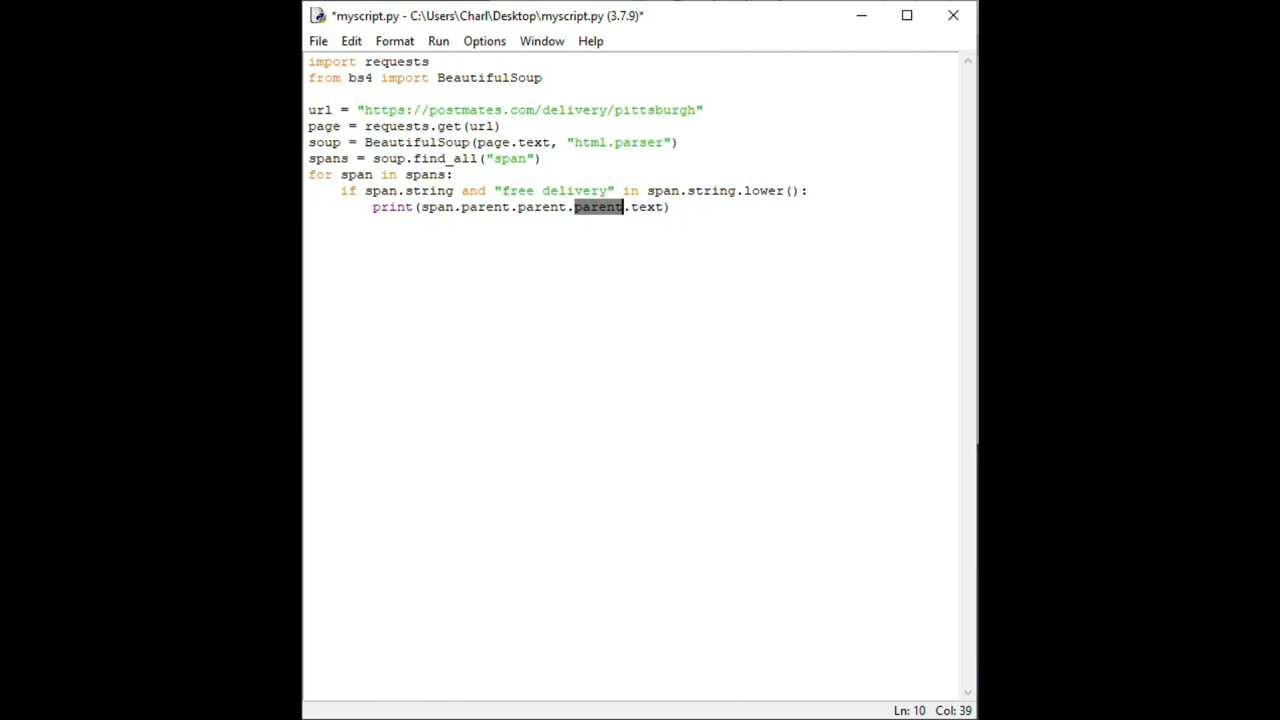 *myscript.py - C:\Users\Charl\Desktop\myscript.py (3.7.9)*
File Edit Format Run Options Window Help
import requests
from bs4 import BeautifulSoup

url = "https://postmates.com/delivery/pittsburgh"
page = requests.get(url)
soup = BeautifulSoup(page.text, "html.parser")
spans = soup.find_all("span")
for span in spans:
    if span.string and "free delivery" in span.string.lower():
        print(span.parent.parent.parent.text)
Ln: 10 Col: 39